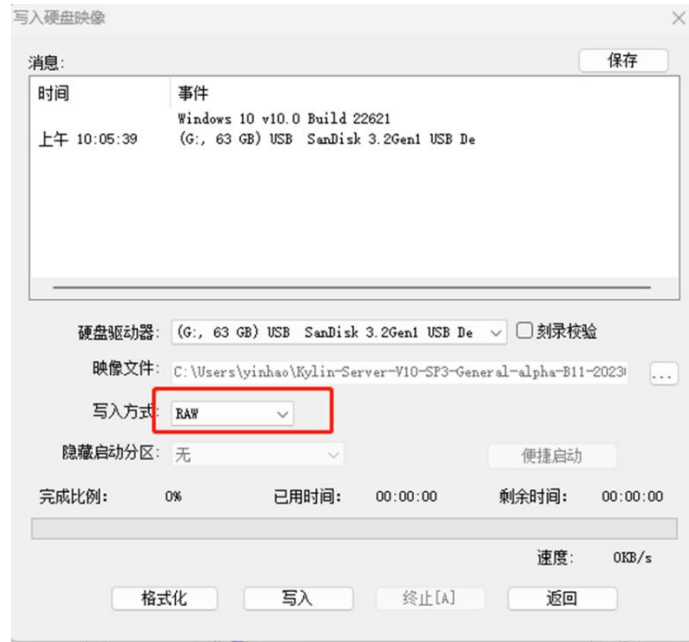 写入硬盘映像
消息:
保存
时间 事件
Windows 10 v10.0 Build 22621
上午 10:05:39 (G:, 63 GB) USB SanDisk 3.2Gen1 USB De
硬盘驱动器: (G:, 63 GB) USB SanDisk 3.2Gen1 USB De 刻录校验
映像文件: C:\Users\yinhao\Kylin-Server-V10-SP3-General-alpha-B11-2023 ...
写入方式: RAW
隐藏启动分区: 无 便捷启动
完成比例: 0% 已用时间: 00:00:00 剩余时间: 00:00:00
速度: 0KB/s
格式化 写入 终止[A] 返回